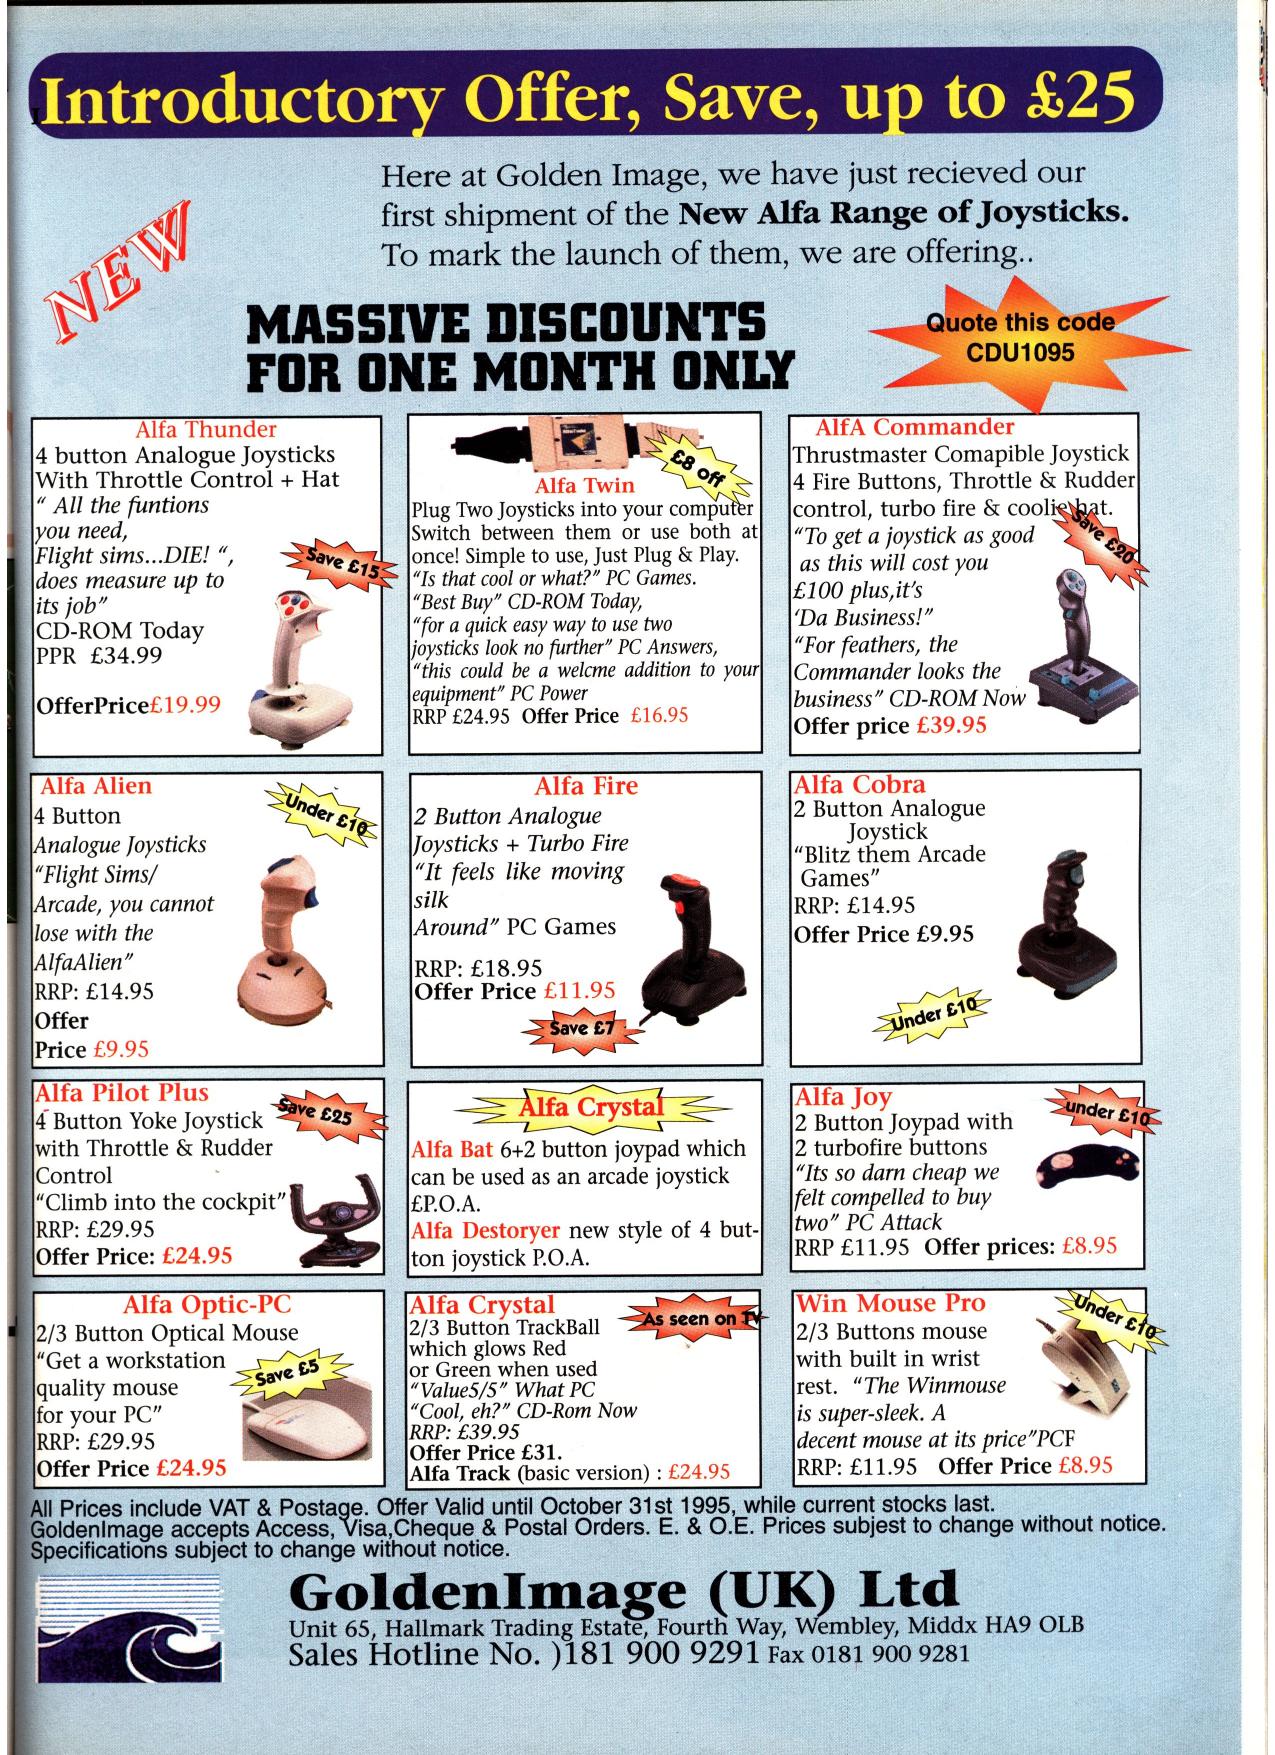 Introductory Offer, Save, up to £25
Here at Golden Image, we have just recieved our
first shipment of the New Alfa Range of Joysticks.
To mark the launch of them, we are offering..
NEW
MASSIVE DISCOUNTS
FOR ONE MONTH ONLY
Quote this code
CDU1095
Alfa Thunder
4 button Analogue Joysticks
With Throttle Control + Hat
“ All the funtions
you need,
Flight sims...DIE! “,
does measure up to
its job”
CD-ROM Today
PPR £34.99
OfferPrice£19.99
Save £15
£8 off
Alfa Twin
Plug Two Joysticks into your computer
Switch between them or use both at
once! Simple to use, Just Plug & Play.
“Is that cool or what?” PC Games.
“Best Buy” CD-ROM Today,
“for a quick easy way to use two
joysticks look no further” PC Answers,
“this could be a welcme addition to your
equipment” PC Power
RRP £24.95 Offer Price £16.95
AlfA Commander
Thrustmaster Comapible Joystick
4 Fire Buttons, Throttle & Rudder
control, turbo fire & coolie hat.
“To get a joystick as good
as this will cost you
£100 plus,it’s
‘Da Business!”
“For feathers, the
Commander looks the
business” CD-ROM Now
Offer price £39.95
Save £20
Alfa Alien
4 Button
Analogue Joysticks
“Flight Sims/
Arcade, you cannot
lose with the
AlfaAlien”
RRP: £14.95
Offer
Price £9.95
Under £10
Alfa Fire
2 Button Analogue
Joysticks + Turbo Fire
“It feels like moving
silk
Around” PC Games
RRP: £18.95
Offer Price £11.95
Save £7
Alfa Cobra
2 Button Analogue
Joystick
“Blitz them Arcade
Games”
RRP: £14.95
Offer Price £9.95
Under £10
Alfa Pilot Plus
4 Button Yoke Joystick
with Throttle & Rudder
Control
“Climb into the cockpit”
RRP: £29.95
Offer Price: £24.95
Save £25
Alfa Crystal
Alfa Bat 6+2 button joypad which
can be used as an arcade joystick
£P.O.A.
Alfa Destoryer new style of 4 but-
ton joystick P.O.A.
Alfa Joy
2 Button Joypad with
2 turbofire buttons
“Its so darn cheap we
felt compelled to buy
two” PC Attack
RRP £11.95 Offer prices: £8.95
under £10
Alfa Optic-PC
2/3 Button Optical Mouse
“Get a workstation
quality mouse
for your PC”
RRP: £29.95
Offer Price £24.95
Save £5
Alfa Crystal
2/3 Button TrackBall
which glows Red
or Green when used
“Value5/5” What PC
“Cool, eh?” CD-Rom Now
RRP: £39.95
Offer Price £31.
Alfa Track (basic version) : £24.95
As seen on TV
Win Mouse Pro
2/3 Buttons mouse
with built in wrist
rest. “The Winmouse
is super-sleek. A
decent mouse at its price”PCF
RRP: £11.95 Offer Price £8.95
Under £10
All Prices include VAT & Postage. Offer Valid until October 31st 1995, while current stocks last.
GoldenImage accepts Access, Visa,Cheque & Postal Orders. E. & O.E. Prices subjest to change without notice.
Specifications subject to change without notice.
GoldenImage (UK) Ltd
Unit 65, Hallmark Trading Estate, Fourth Way, Wembley, Middx HA9 OLB
Sales Hotline No. )181 900 9291 Fax 0181 900 9281